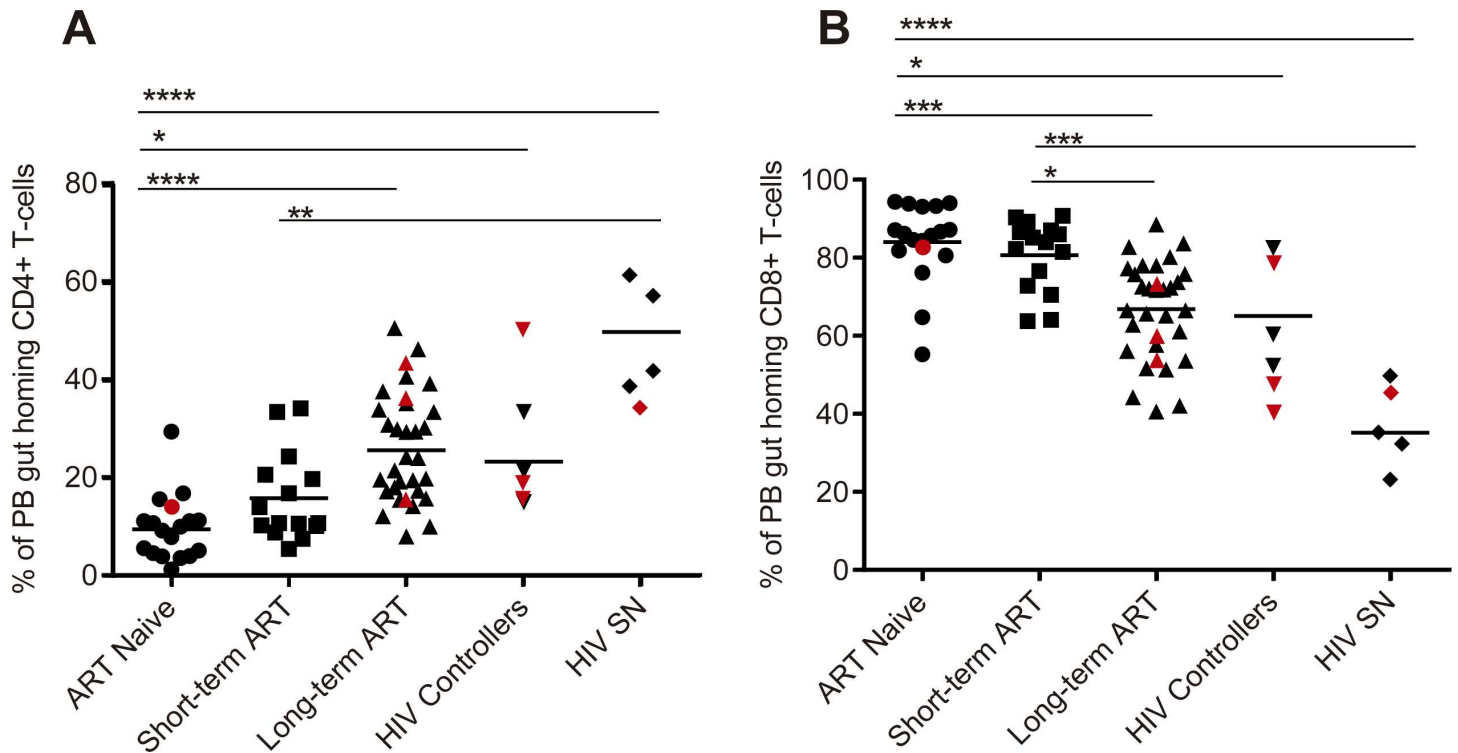 A
****
*
****
**
% of PB gut homing CD4+ T-cells
80
60
40
20
0
ART Naive
Short-term ART
Long-term ART
HIV Controllers
HIV SN
B
****
*
***
***
*
% of PB gut homing CD8+ T-cells
100
80
60
40
20
0
ART Naive
Short-term ART
Long-term ART
HIV Controllers
HIV SN